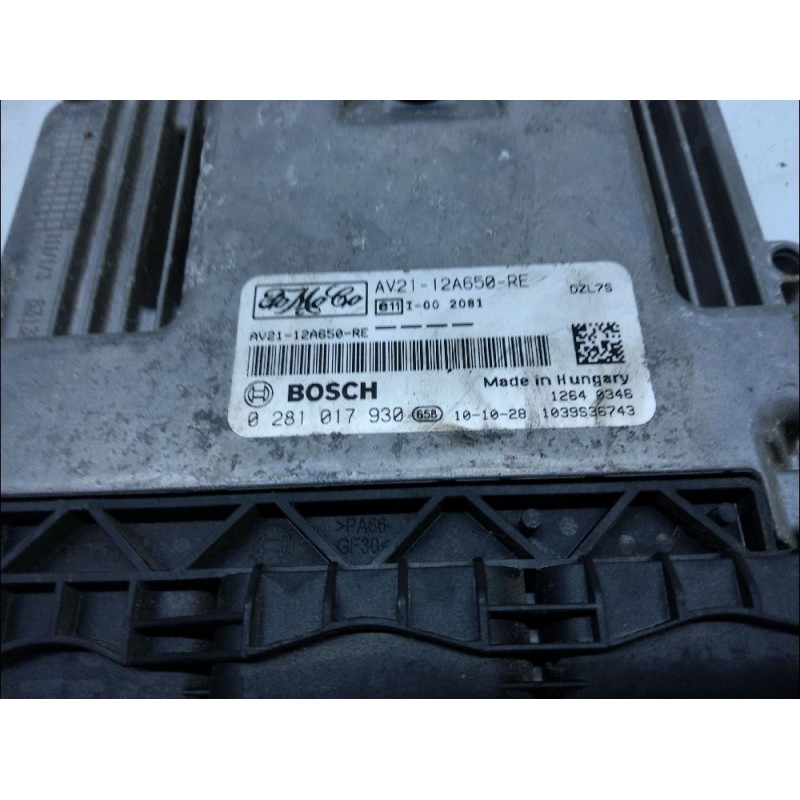 FoMoCo AV21-12A650-RE DZL7S
e11 I-00 2081
AV21-12A650-RE
BOSCH Made in Hungary
1264 0346
0 281 017 930 658 10-10-28 1039S36743
>PA66-
GF30<